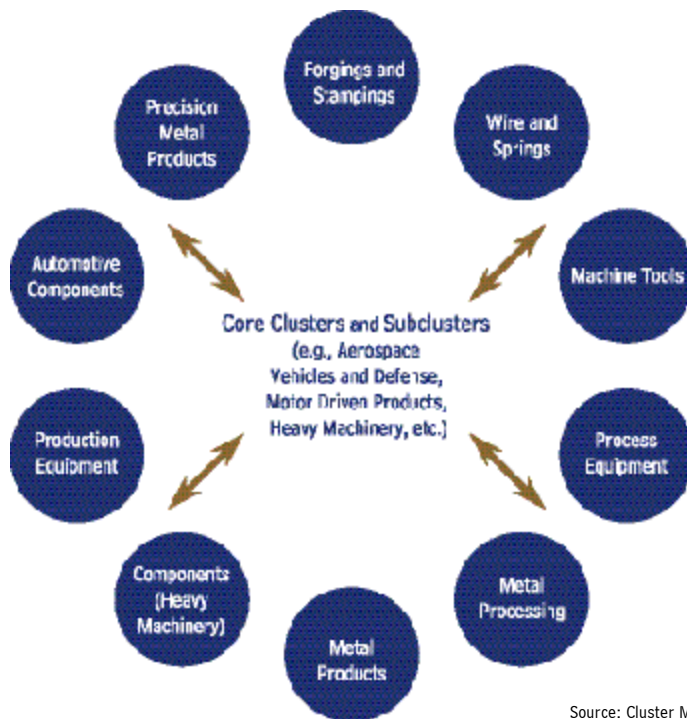 Forgings and
Stampings
Precision
Metal
Products
Wire and
Springs
Automotive
Components
Machine Tools
Core Clusters and Subclusters
(e.g., Aerospace
Vehicles and Defense,
Motor Driven Products,
Heavy Machinery, etc.)
Production
Equipment
Process
Equipment
Components
(Heavy
Machinery)
Metal
Processing
Metal
Products
Source: Cluster M